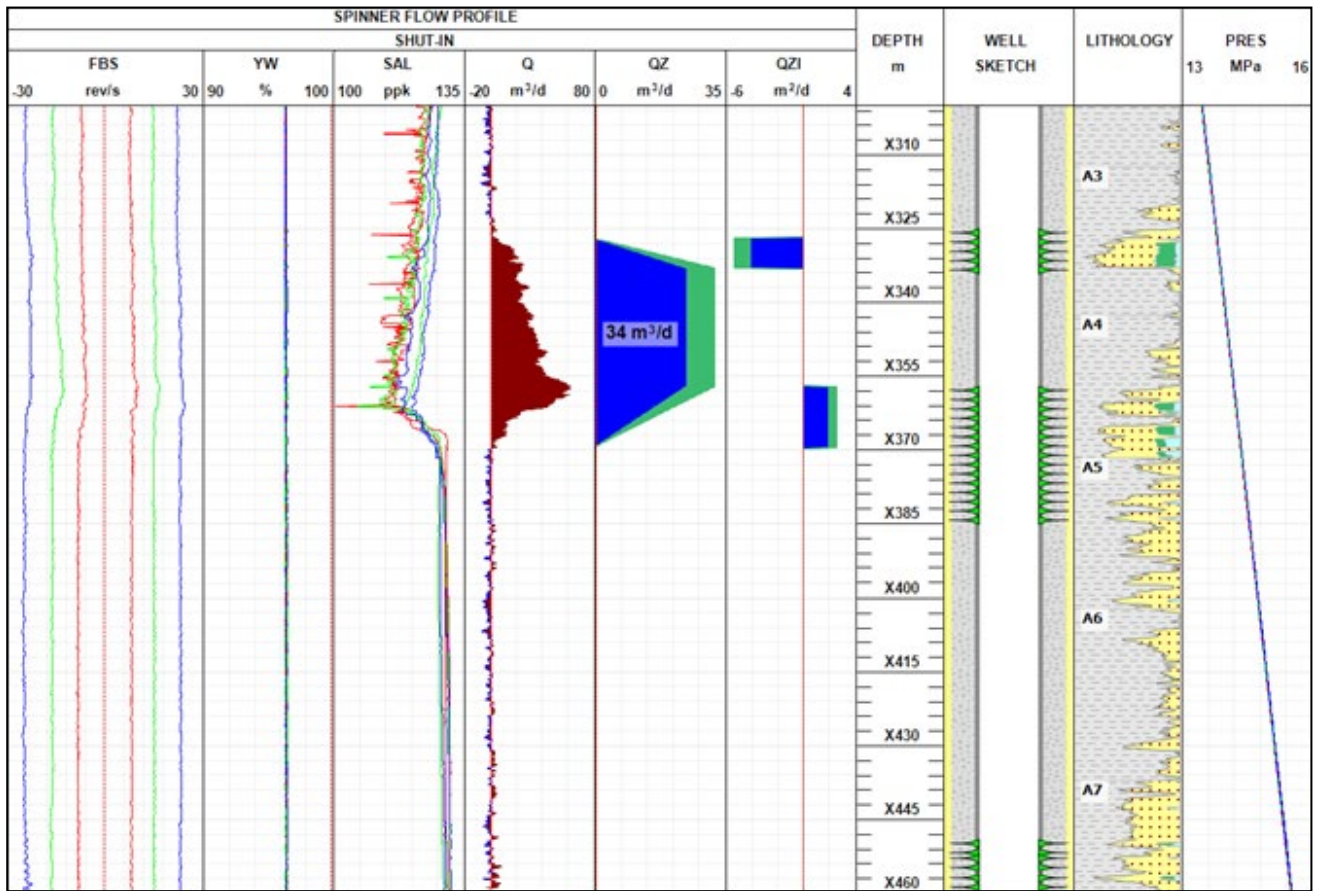 SPINNER FLOW PROFILE
SHUT-IN
FBS
YW
SAL
Q
QZ
QZI
DEPTH
WELL
LITHOLOGY
PRES
m
SKETCH
13 MPa 16
-30 rev/s 30
90 % 100
100 ppk 135
-20 m³/d 80
0 m³/d 35
-6 m²/d 4
X310
A3
X325
X340
A4
34 m³/d
X355
X370
A5
X385
X400
A6
X415
X430
A7
X445
X460